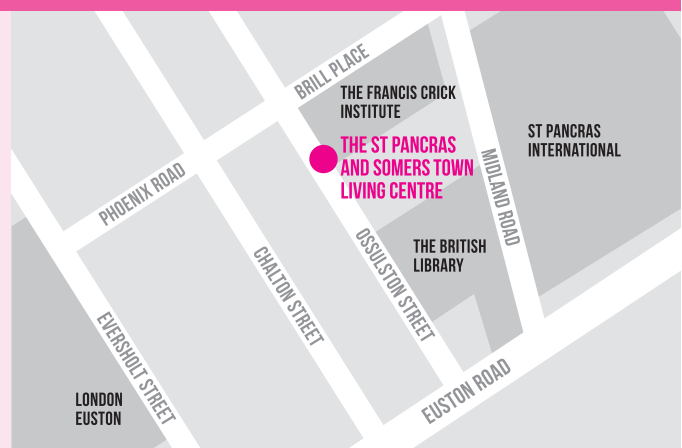 BRILL PLACE
THE FRANCIS CRICK
INSTITUTE
ST PANCRAS
INTERNATIONAL
THE ST PANCRAS
AND SOMERS TOWN
LIVING CENTRE
MIDLAND ROAD
PHOENIX ROAD
THE BRITISH
LIBRARY
OSSULSTON STREET
CHALTON STREET
EVERSHOLT STREET
EUSTON ROAD
LONDON
EUSTON